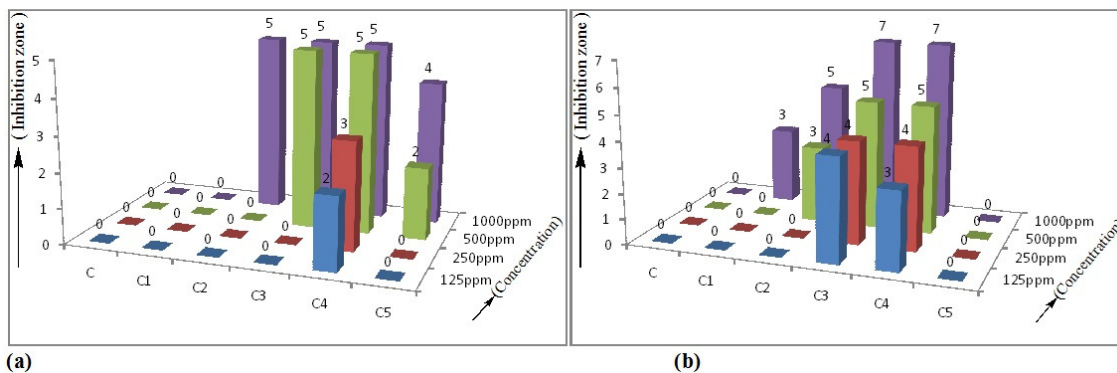 ( Inhibition zone )
5
4
3
2
1
0
0 0 5 5 5 4
0 0 0 5 5 2
0 0 0 0 3 0
0 0 0 0 2 0
C C1 C2 C3 C4 C5
1000ppm
500ppm
250ppm
125ppm
(Concentration)
(a)
( Inhibition zone )
7
6
5
4
3
2
1
0
0 3 5 7 7 0
0 0 3 5 5 0
0 0 0 4 4 0
0 0 0 4 3 0
C C1 C2 C3 C4 C5
1000ppm
500ppm
250ppm
125ppm
(Concentration)
(b)